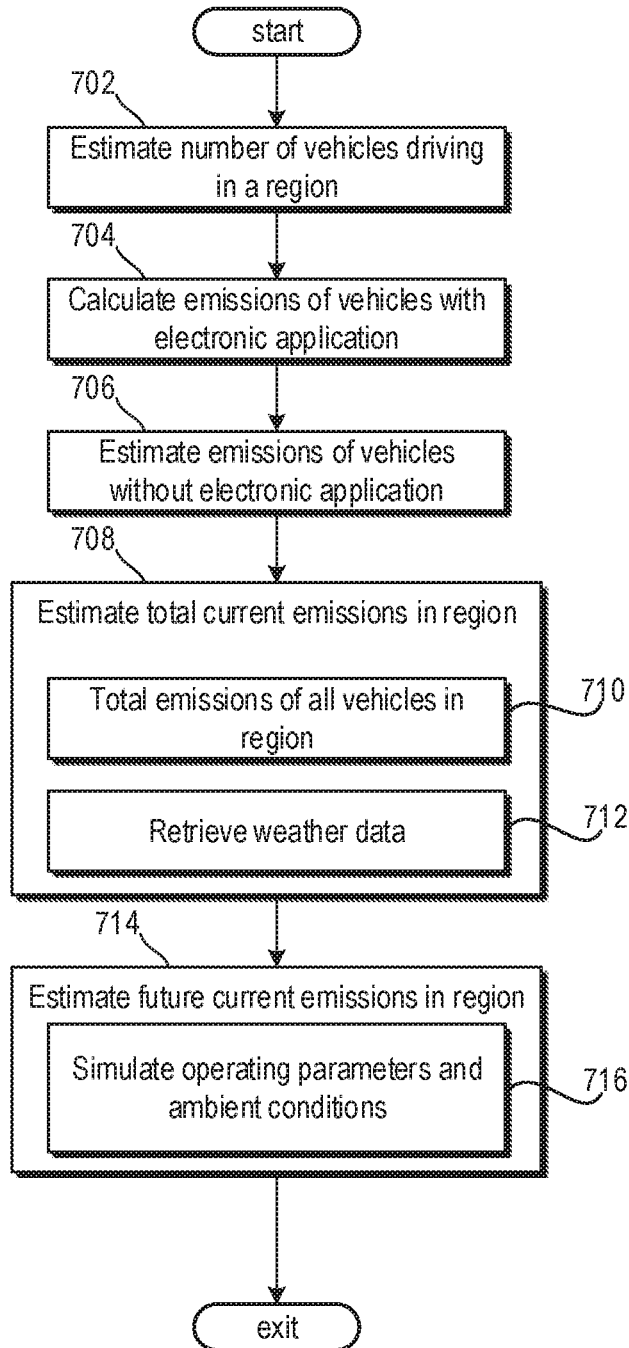 start
702
Estimate number of vehicles driving
in a region
704
Calculate emissions of vehicles with
electronic application
706
Estimate emissions of vehicles
without electronic application
708
Estimate total current emissions in region
Total emissions of all vehicles in
region
710
Retrieve weather data
712
714
Estimate future current emissions in region
Simulate operating parameters and
ambient conditions
716
exit